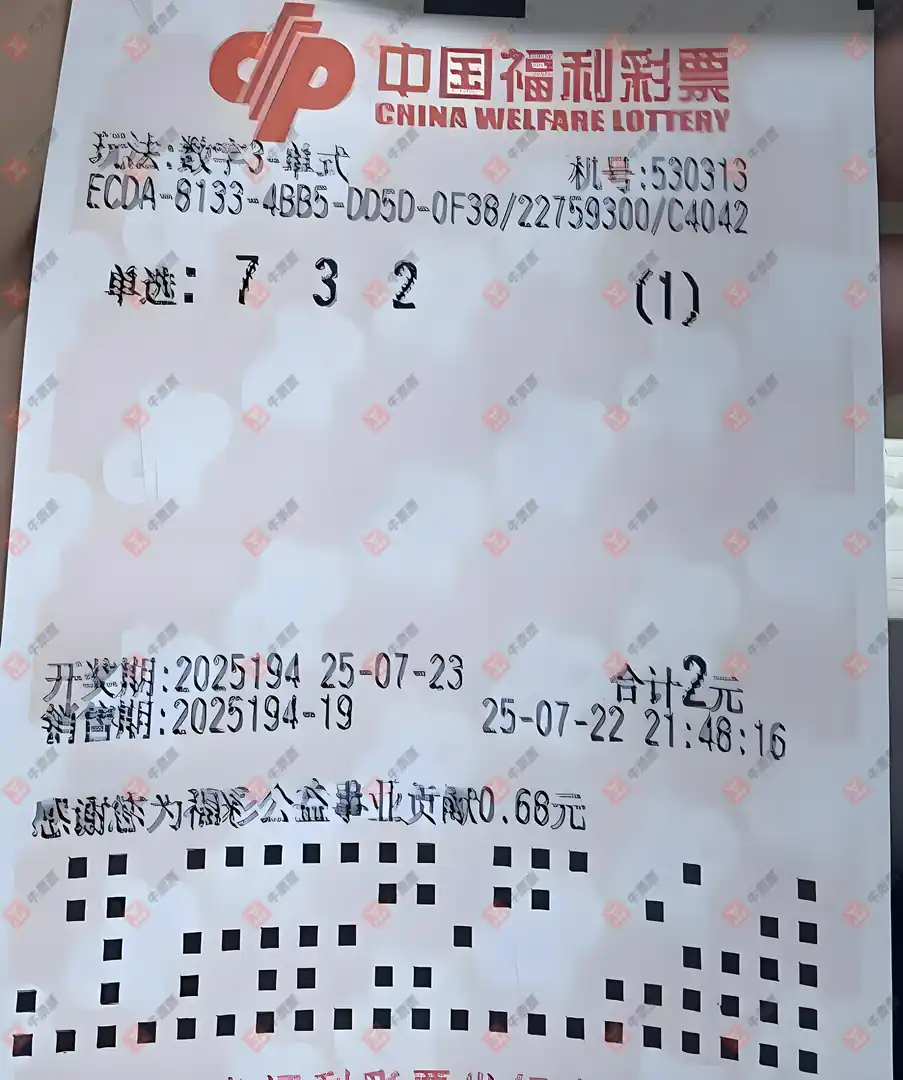 中国福利彩票
CHINA WELFARE LOTTERY
玩法:数字3-单式 机号:530313
ECDA-8133-4BB5-DD5D-0F38/22759300/C4042
单选: 7 3 2 (1)
开奖期:2025194 25-07-23 合计2元
销售期:2025194-19 25-07-22 21:48:16
感谢您为福彩公益事业贡献0.68元